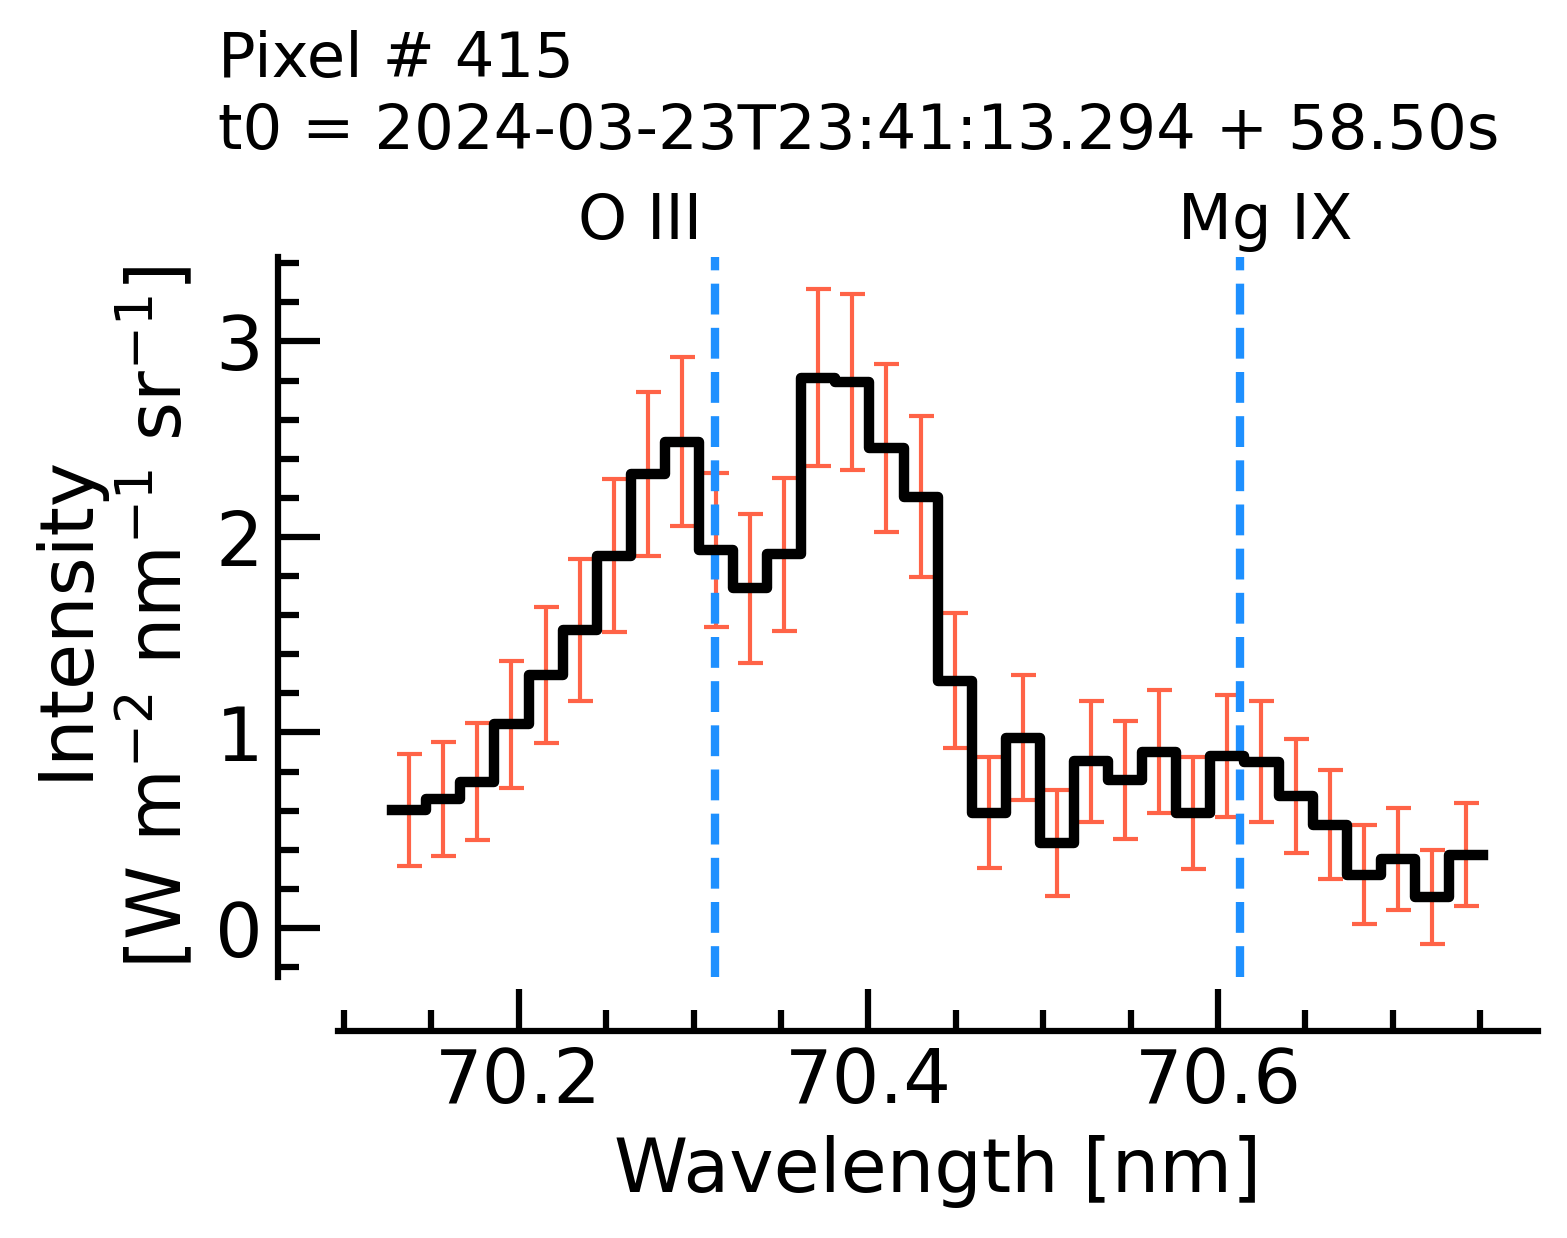 Pixel # 415
t0 = 2024-03-23T23:41:13.294 + 58.50s
O III
Mg IX
Intensity
[W m⁻² nm⁻¹ sr⁻¹]
3
2
1
0
70.2
70.4
70.6
Wavelength [nm]